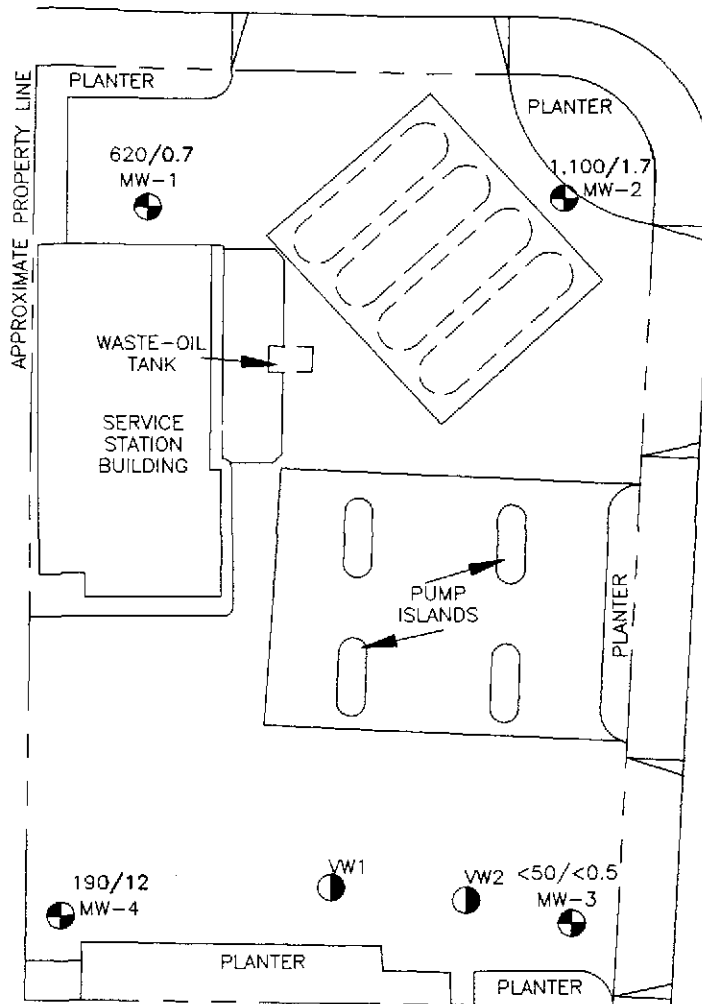 PLANTER
PLANTER
APPROXIMATE PROPERTY LINE
620/0.7
MW-1
1,100/1.7
MW-2
WASTE-OIL
TANK
SERVICE
STATION
BUILDING
PUMP
ISLANDS
PLANTER
190/12
MW-4
VW1
VW2
<50/<0.5
MW-3
PLANTER
PLANTER